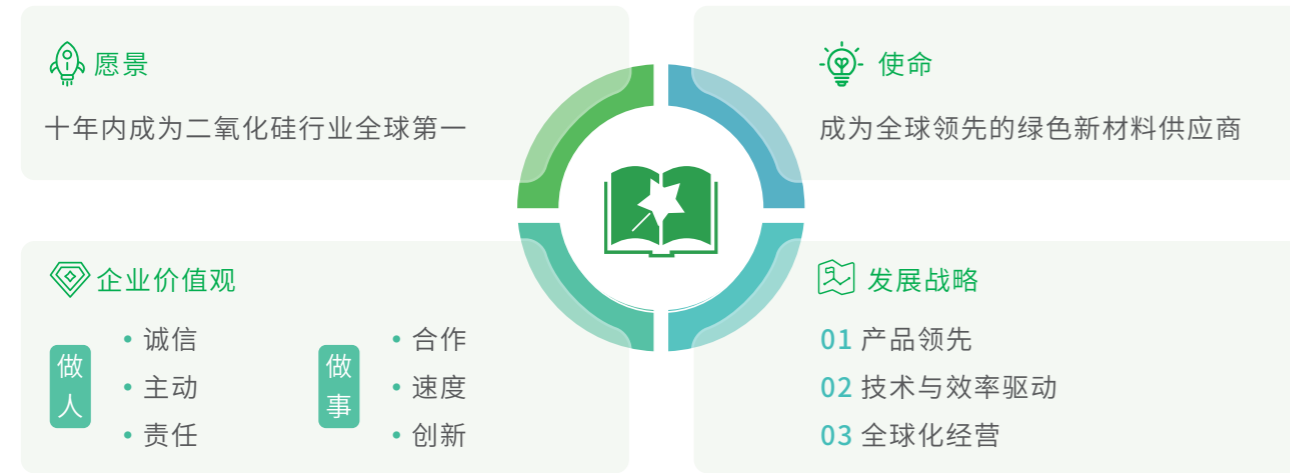 愿景
十年内成为二氧化硅行业全球第一
使命
成为全球领先的绿色新材料供应商
企业价值观
做人
• 诚信
• 主动
• 责任
做事
• 合作
• 速度
• 创新
发展战略
01 产品领先
02 技术与效率驱动
03 全球化经营